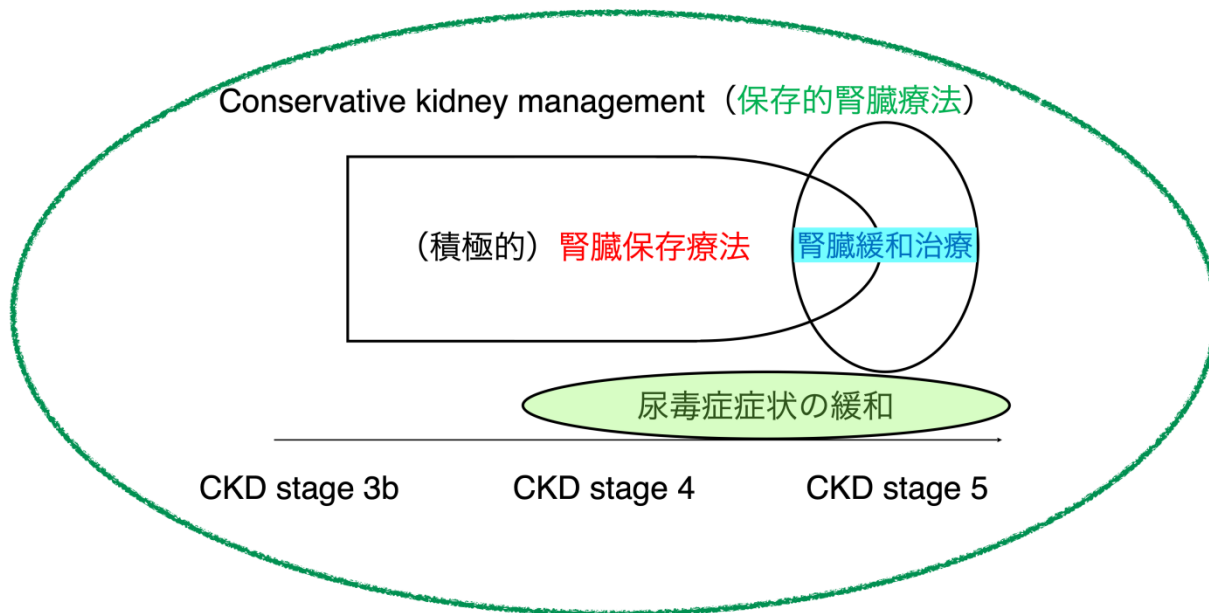 Conservative kidney management（保存的腎臓療法）
（積極的）腎臓保存療法
腎臓緩和治療
尿毒症症状の緩和
CKD stage 3b
CKD stage 4
CKD stage 5